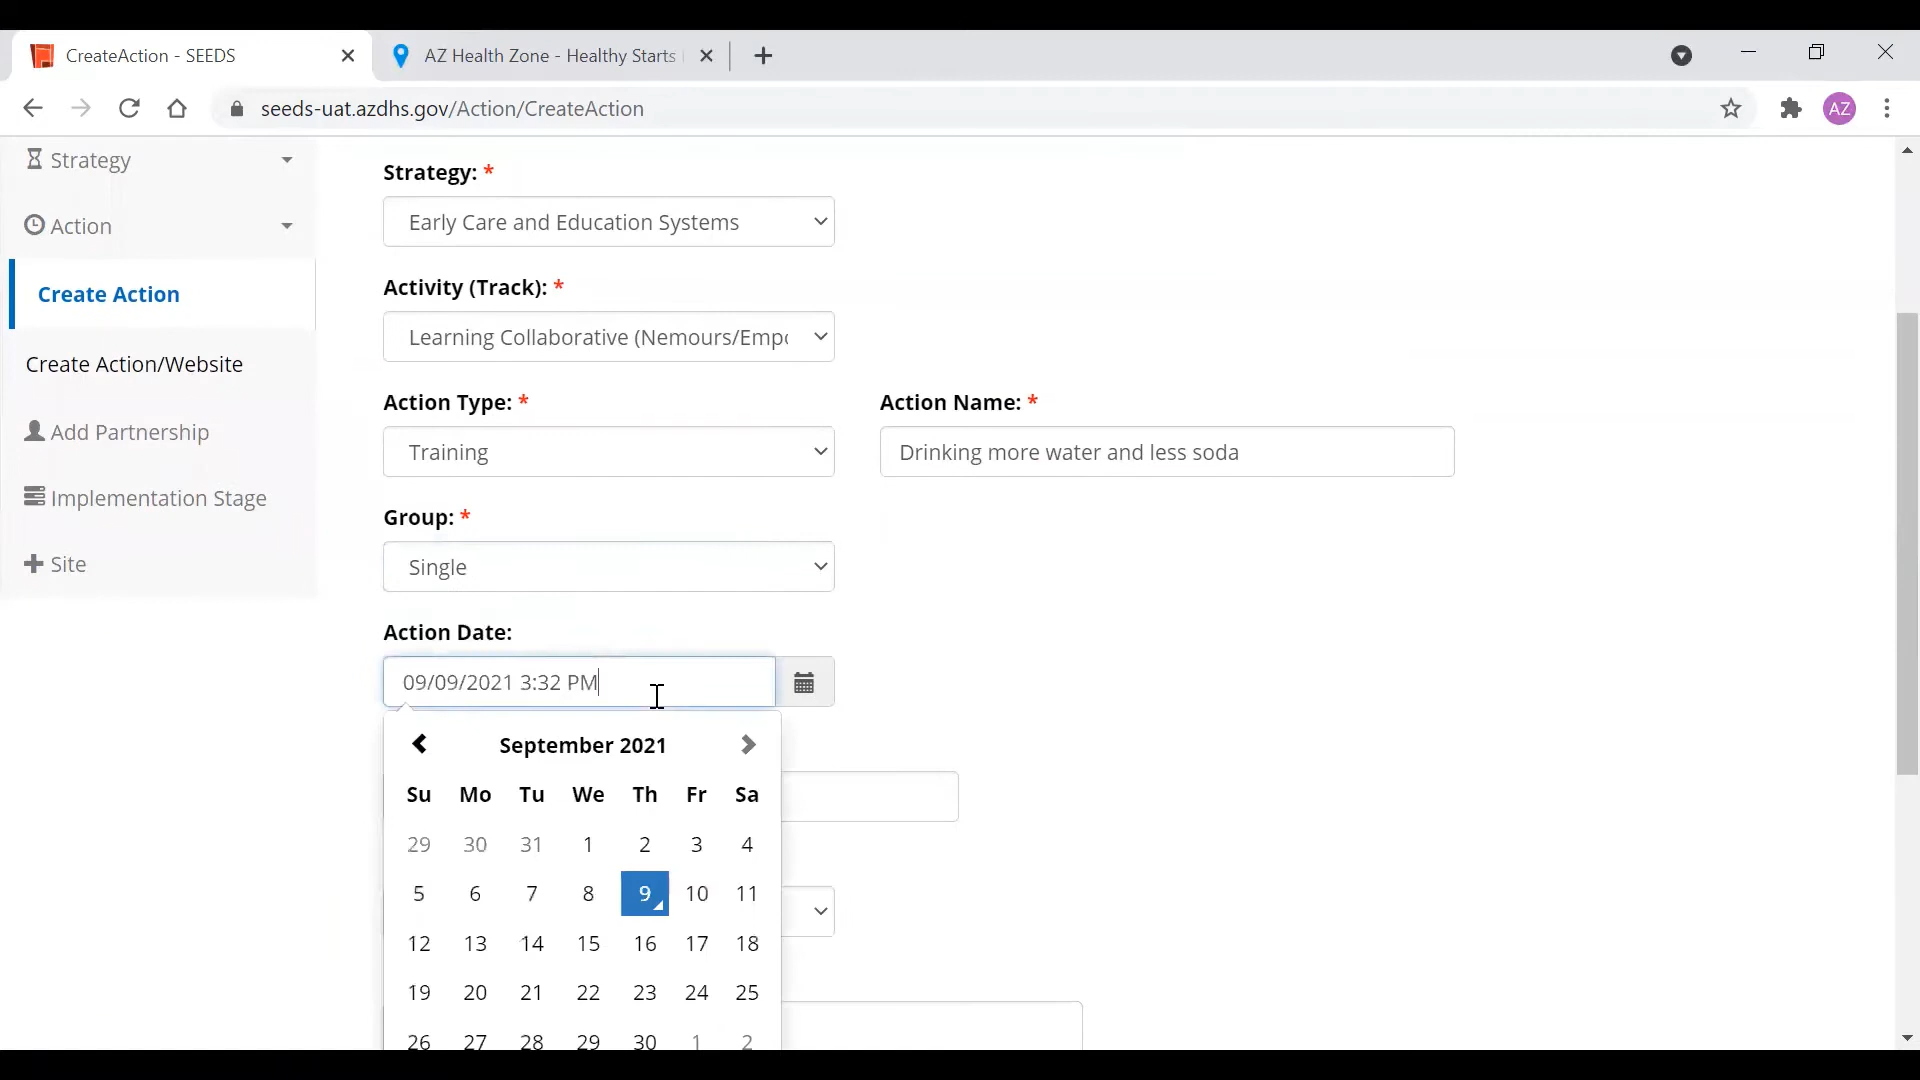 CreateAction - SEEDS
AZ Health Zone - Healthy Starts
seeds-uat.azdhs.gov/Action/CreateAction
AZ
Strategy
Action
Create Action
Create Action/Website
Add Partnership
Implementation Stage
Site
Strategy: *
Early Care and Education Systems
Activity (Track): *
Learning Collaborative (Nemours/Empo
Action Type: *
Action Name: *
Training
Drinking more water and less soda
Group: *
Single
Action Date:
09/09/2021 3:32 PM
September 2021
Su Mo Tu We Th Fr Sa
29 30 31 1 2 3 4
5 6 7 8 9 10 11
12 13 14 15 16 17 18
19 20 21 22 23 24 25
26 27 28 29 30 1 2